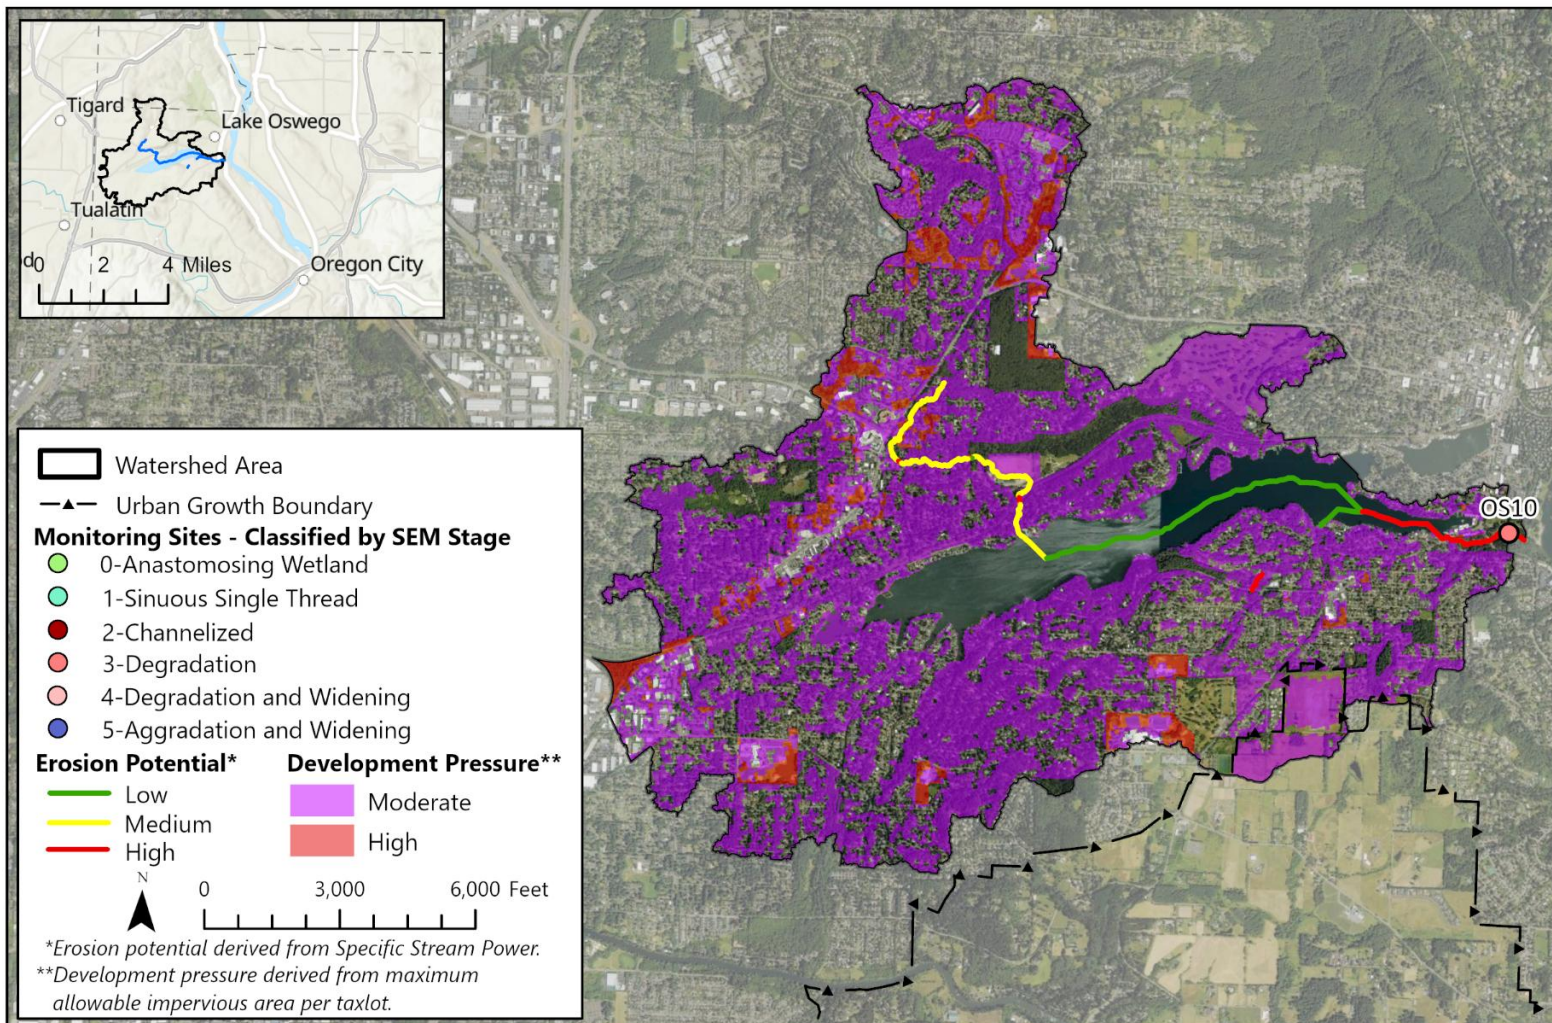 Tigard
Lake Oswego
Tualatin
d
0 2 4 Miles
Oregon City
OS10
Watershed Area
Urban Growth Boundary
Monitoring Sites - Classified by SEM Stage
0-Anastomosing Wetland
1-Sinuous Single Thread
2-Channelized
3-Degradation
4-Degradation and Widening
5-Aggradation and Widening
Erosion Potential* Development Pressure**
Low
Moderate
Medium
High
High
N
0 3,000 6,000 Feet
*Erosion potential derived from Specific Stream Power.
**Development pressure derived from maximum
allowable impervious area per taxlot.